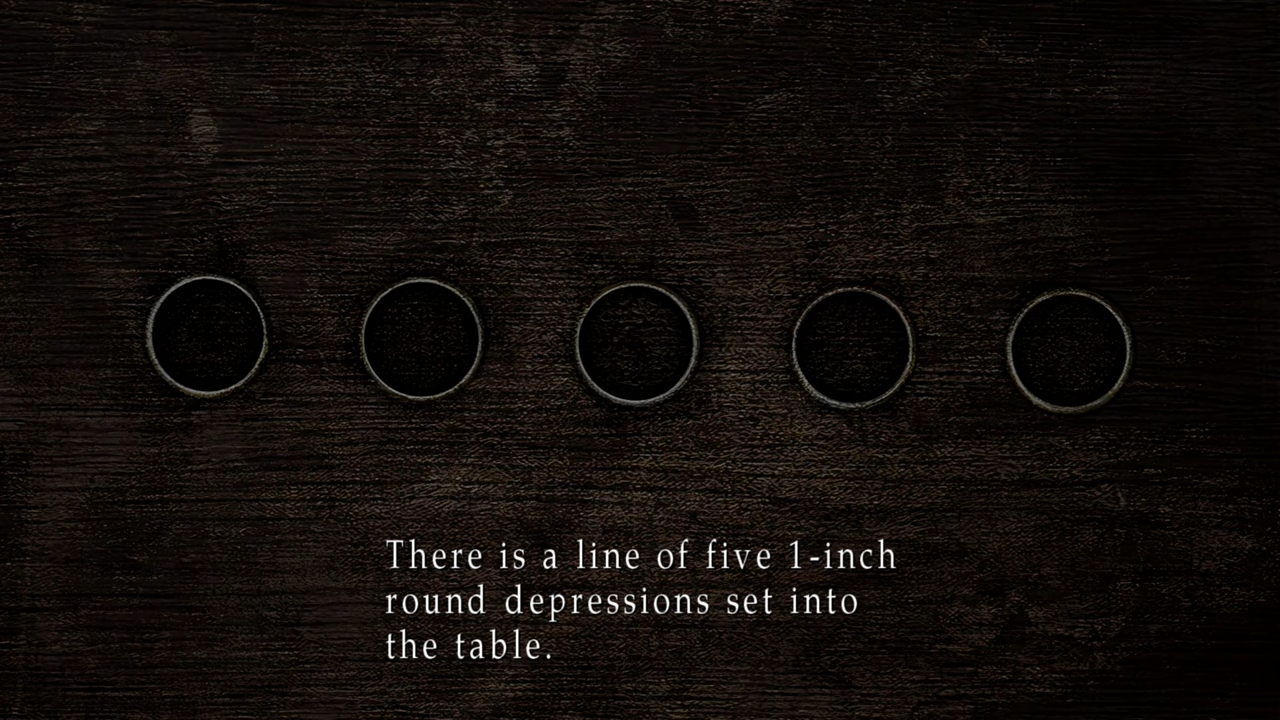 There is a line of five 1-inch
round depressions set into
the table.